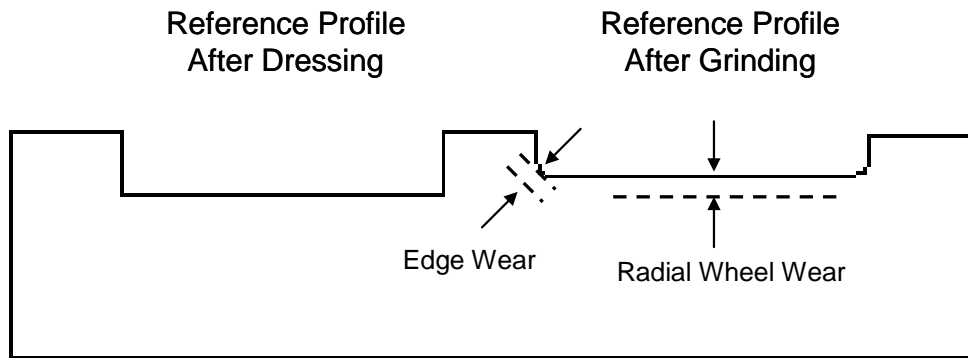 Reference Profile
After Dressing
Reference Profile
After Grinding
Edge Wear
Radial Wheel Wear